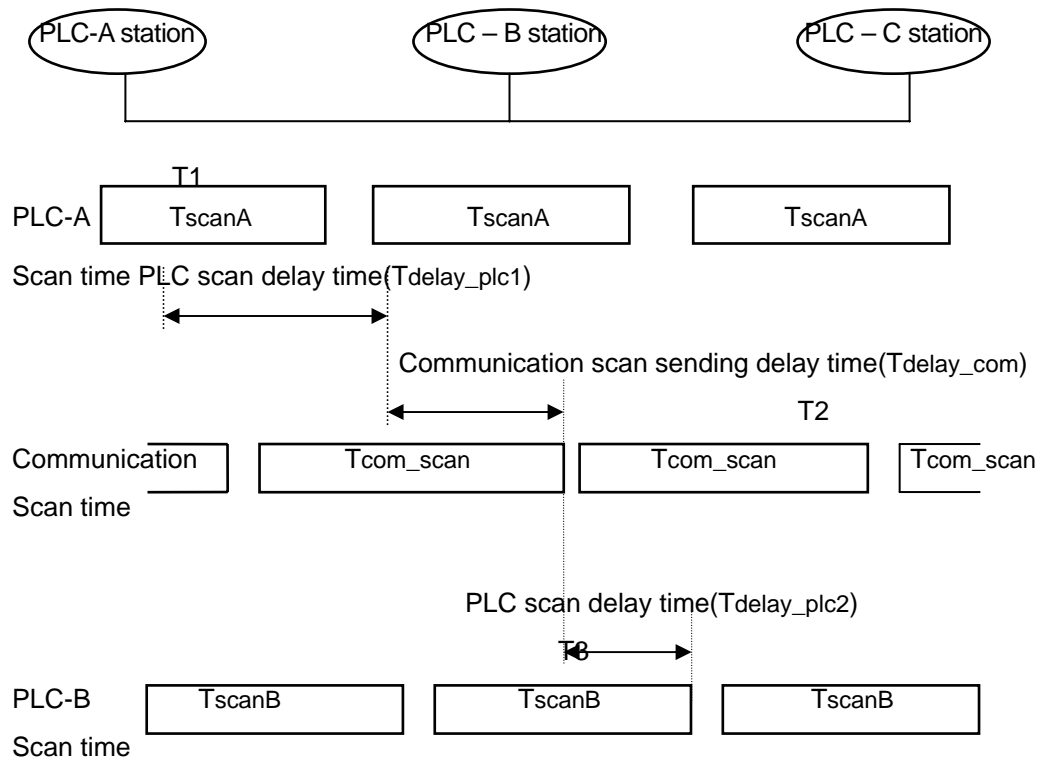 PLC-A station PLC – B station PLC – C station
T1
PLC-A TscanA TscanA TscanA
Scan time PLC scan delay time(Tdelay_plc1)
Communication scan sending delay time(Tdelay_com)
T2
Communication Tcom_scan Tcom_scan Tcom_scan
Scan time
PLC scan delay time(Tdelay_plc2)
T3
PLC-B TscanB TscanB TscanB
Scan time